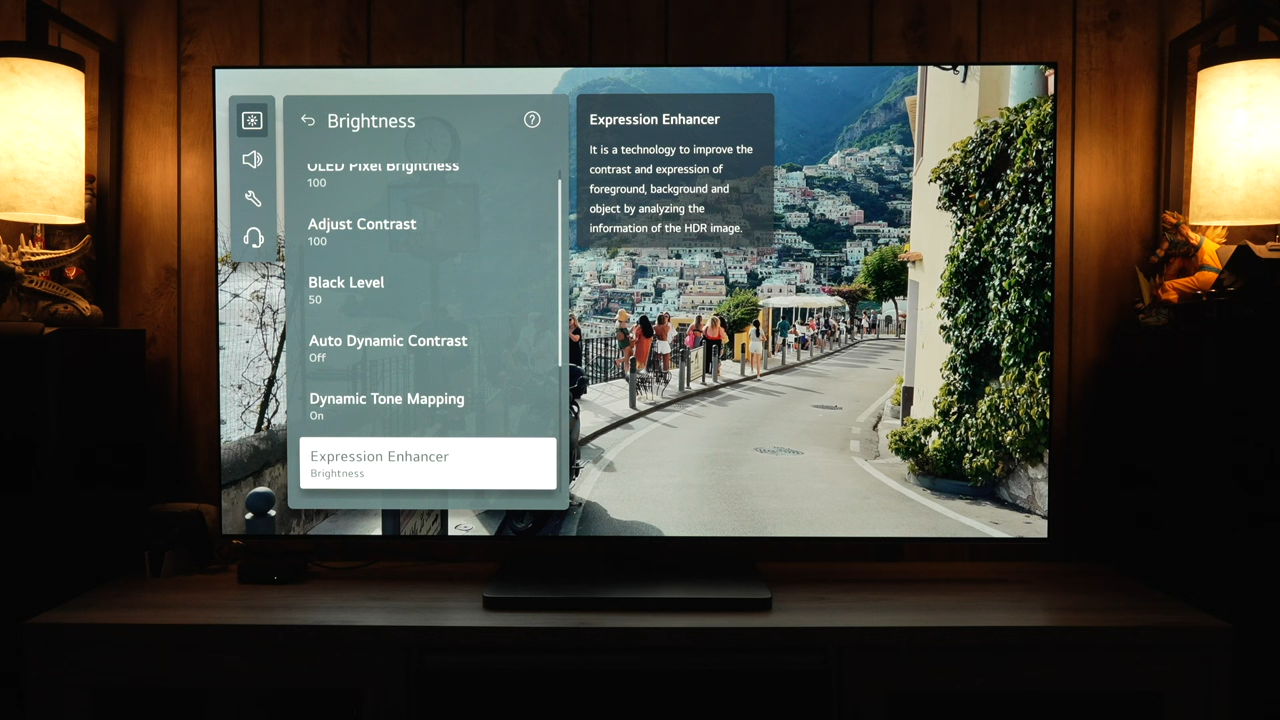 Brightness
?
OLED Pixel Brightness
100
Adjust Contrast
100
Black Level
50
Auto Dynamic Contrast
Off
Dynamic Tone Mapping
On
Expression Enhancer
Brightness
Expression Enhancer
It is a technology to improve the
contrast and expression of
foreground, background and
object by analyzing the
information of the HDR image.